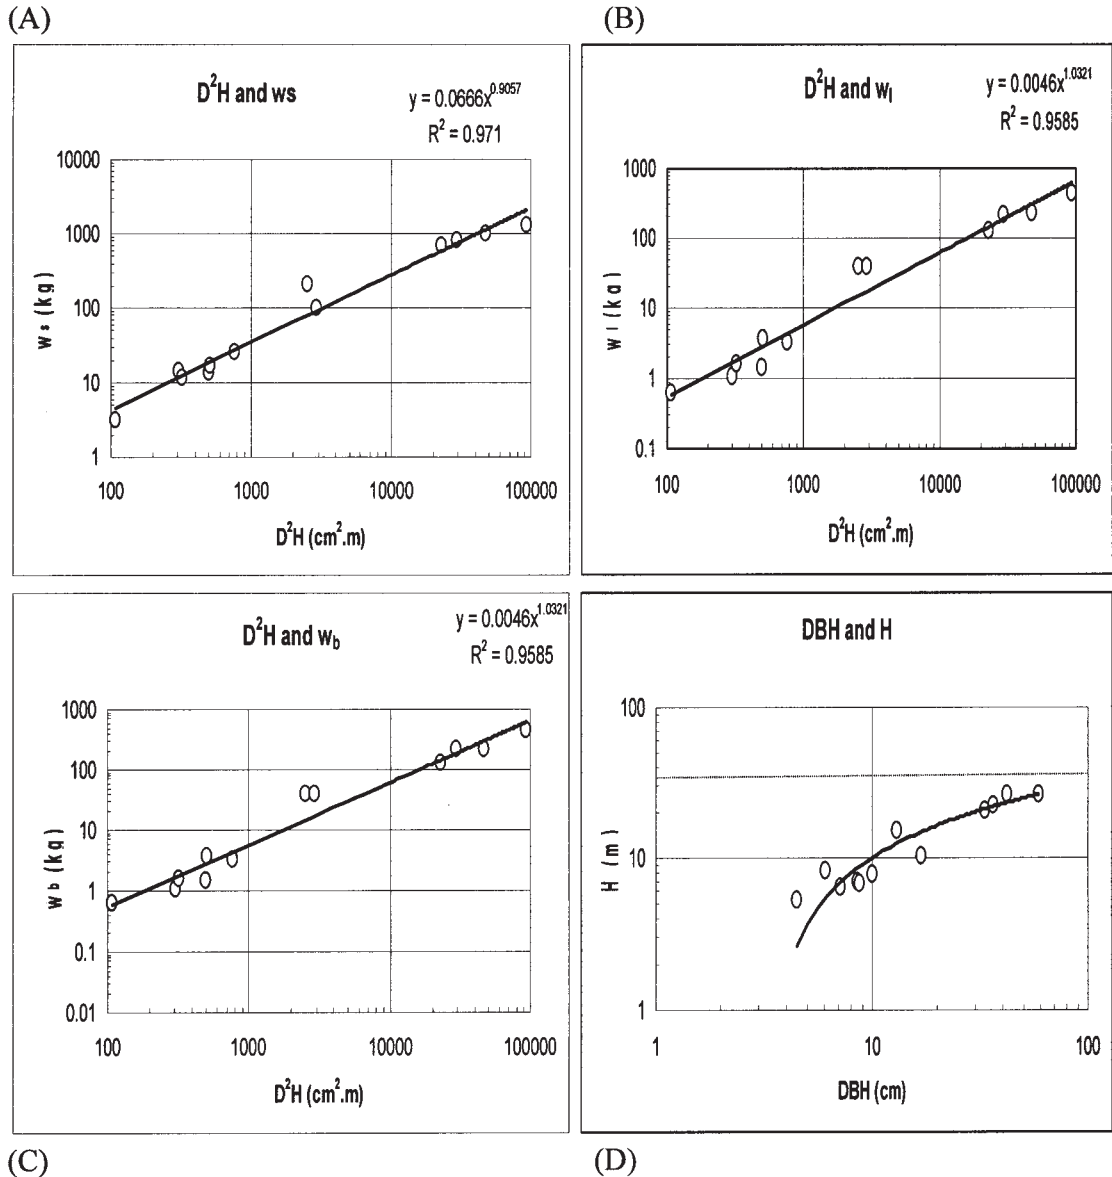 (A)
(B)
D²H and ws
y = 0.0666x^0.9057
R² = 0.971
10000
1000
100
10
1
100
1000
10000
100000
W s (kg)
D²H (cm².m)
D²H and w_l
y = 0.0046x^1.0321
R² = 0.9585
1000
100
10
1
0.1
100
1000
10000
100000
w l (kg)
D²H (cm².m)
D²H and w_b
y = 0.0046x^1.0321
R² = 0.9585
1000
100
10
1
0.1
0.01
100
1000
10000
100000
W b (kg)
D²H (cm².m)
DBH and H
100
10
1
1
10
100
H (m)
DBH (cm)
(C)
(D)